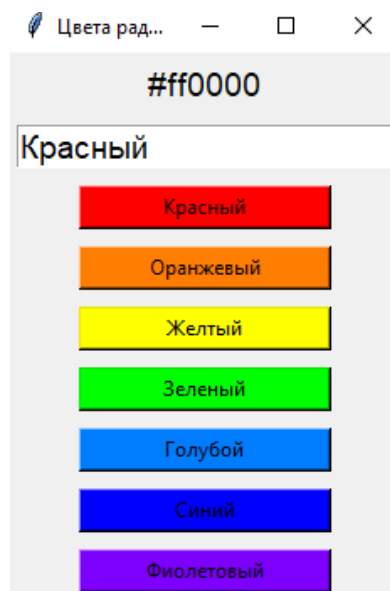 Цвета рад...
#ff0000
Красный
Красный
Оранжевый
Желтый
Зеленый
Голубой
Синий
Фиолетовый